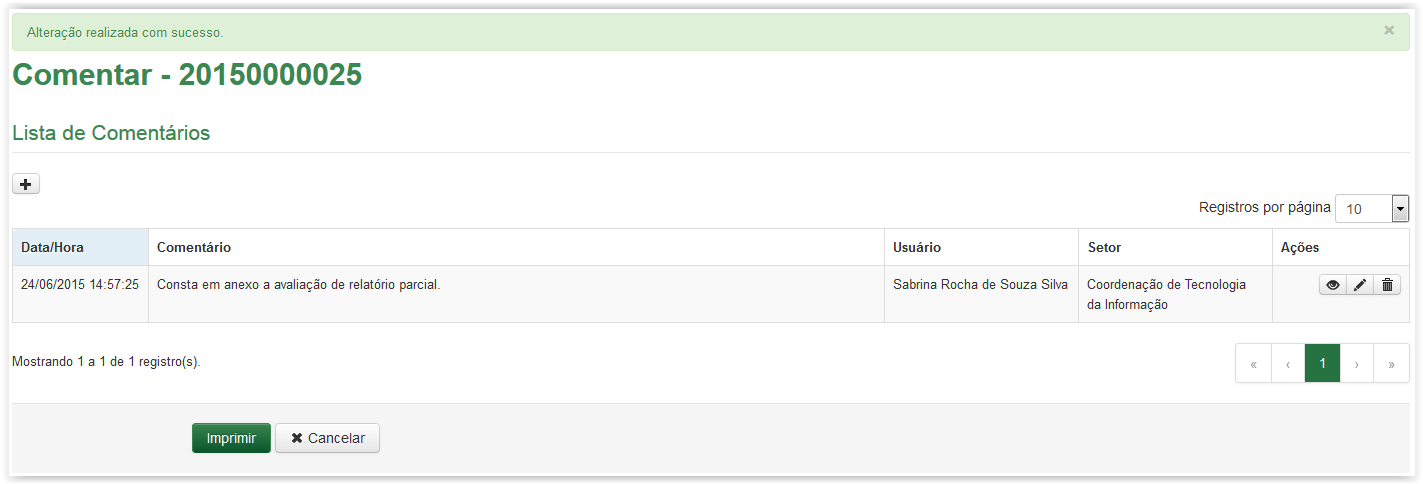 Alteração realizada com sucesso.
×
Comentar - 20150000025
Lista de Comentários
Registros por página 10
Data/Hora Comentário Usuário Setor Ações
24/06/2015 14:57:25 Consta em anexo a avaliação de relatório parcial. Sabrina Rocha de Souza Silva Coordenação de Tecnologia
da Informação
Mostrando 1 a 1 de 1 registro(s).
« ‹ 1 › »
Imprimir Cancelar